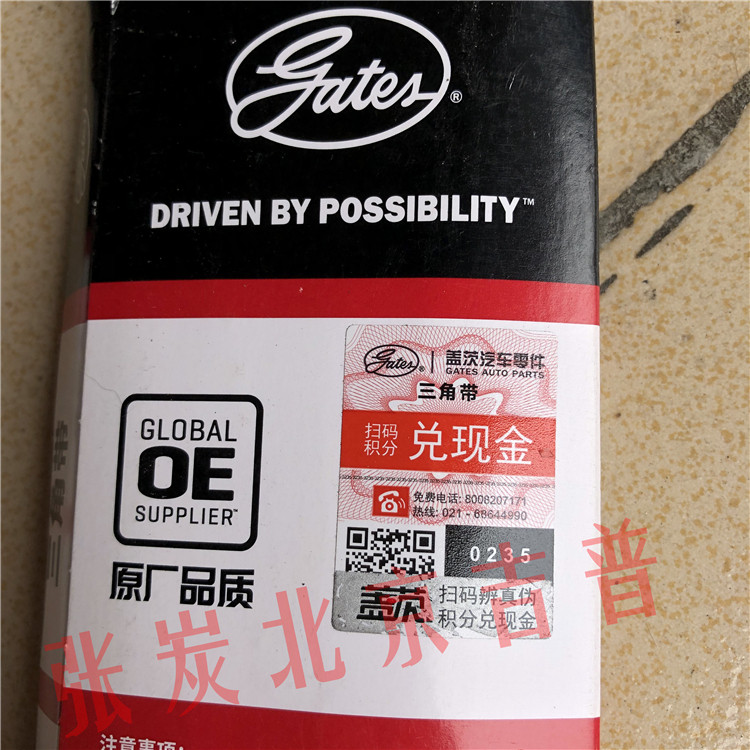 Gates®
DRIVEN BY POSSIBILITY™
Gates® 盖茨汽车零件
GATES AUTO PARTS
三角带
扫码
积分
兑现金
免费电话: 8008207171
热线: 021 - 68644990
0235
盖茨
扫码辨真伪
积分兑现金
GLOBAL
OE
SUPPLIER™
原厂品质
三角带
张炭北京吉普
注意事项: